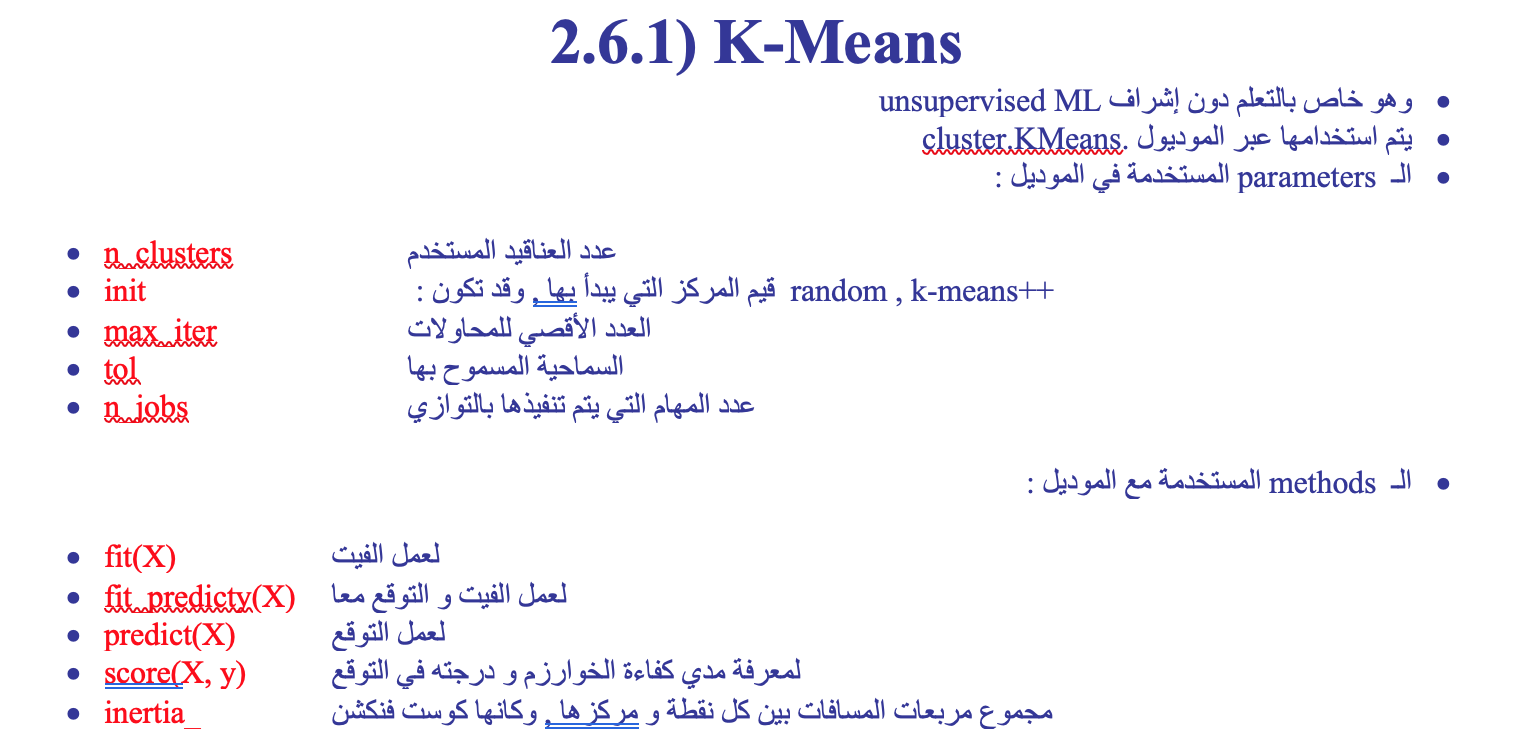 2.6.1) K-Means
وهو خاص بالتعلم دون إشراف unsupervised ML
يتم استخدامها عبر الموديول .cluster.KMeans
الـ parameters المستخدمة في الموديل :
n_clusters عدد العناقيد المستخدم
init قيم المركز التي يبدأ بها , وقد تكون : random , k-means++
max_iter العدد الأقصي للمحاولات
tol السماحية المسموح بها
n_jobs عدد المهام التي يتم تنفيذها بالتوازي
الـ methods المستخدمة مع الموديل :
fit(X) لعمل الفيت
fit_predicty(X) لعمل الفيت و التوقع معا
predict(X) لعمل التوقع
score(X, y) لمعرفة مدي كفاءة الخوارزم و درجته في التوقع
inertia_ مجموع مربعات المسافات بين كل نقطة و مركزها , وكانها كوست فنكشن